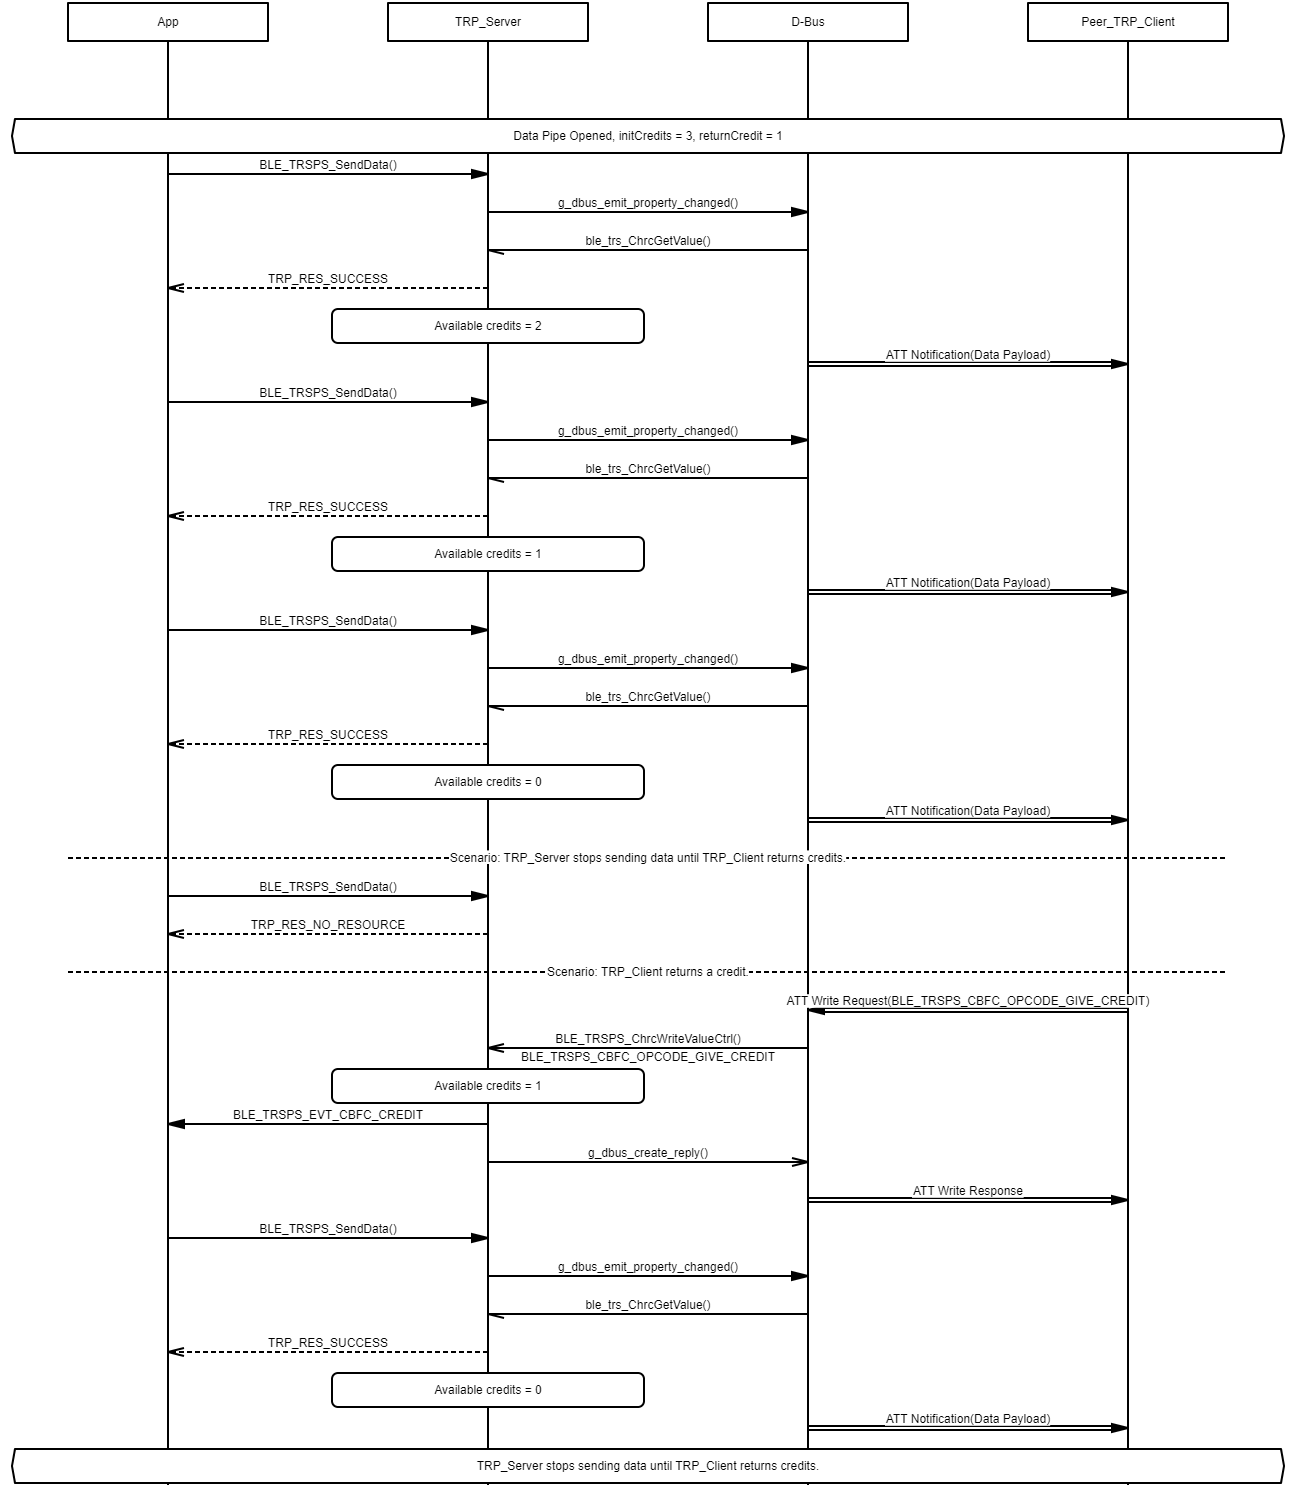 App
TRP_Server
D-Bus
Peer_TRP_Client
Data Pipe Opened, initCredits = 3, returnCredit = 1
BLE_TRSPS_SendData()
g_dbus_emit_property_changed()
ble_trs_ChrcGetValue()
TRP_RES_SUCCESS
Available credits = 2
ATT Notification(Data Payload)
BLE_TRSPS_SendData()
g_dbus_emit_property_changed()
ble_trs_ChrcGetValue()
TRP_RES_SUCCESS
Available credits = 1
ATT Notification(Data Payload)
BLE_TRSPS_SendData()
g_dbus_emit_property_changed()
ble_trs_ChrcGetValue()
TRP_RES_SUCCESS
Available credits = 0
ATT Notification(Data Payload)
Scenario: TRP_Server stops sending data until TRP_Client returns credits.
BLE_TRSPS_SendData()
TRP_RES_NO_RESOURCE
Scenario: TRP_Client returns a credit.
ATT Write Request(BLE_TRSPS_CBFC_OPCODE_GIVE_CREDIT)
BLE_TRSPS_ChrcWriteValueCtrl()
BLE_TRSPS_CBFC_OPCODE_GIVE_CREDIT
Available credits = 1
BLE_TRSPS_EVT_CBFC_CREDIT
g_dbus_create_reply()
ATT Write Response
BLE_TRSPS_SendData()
g_dbus_emit_property_changed()
ble_trs_ChrcGetValue()
TRP_RES_SUCCESS
Available credits = 0
ATT Notification(Data Payload)
TRP_Server stops sending data until TRP_Client returns credits.